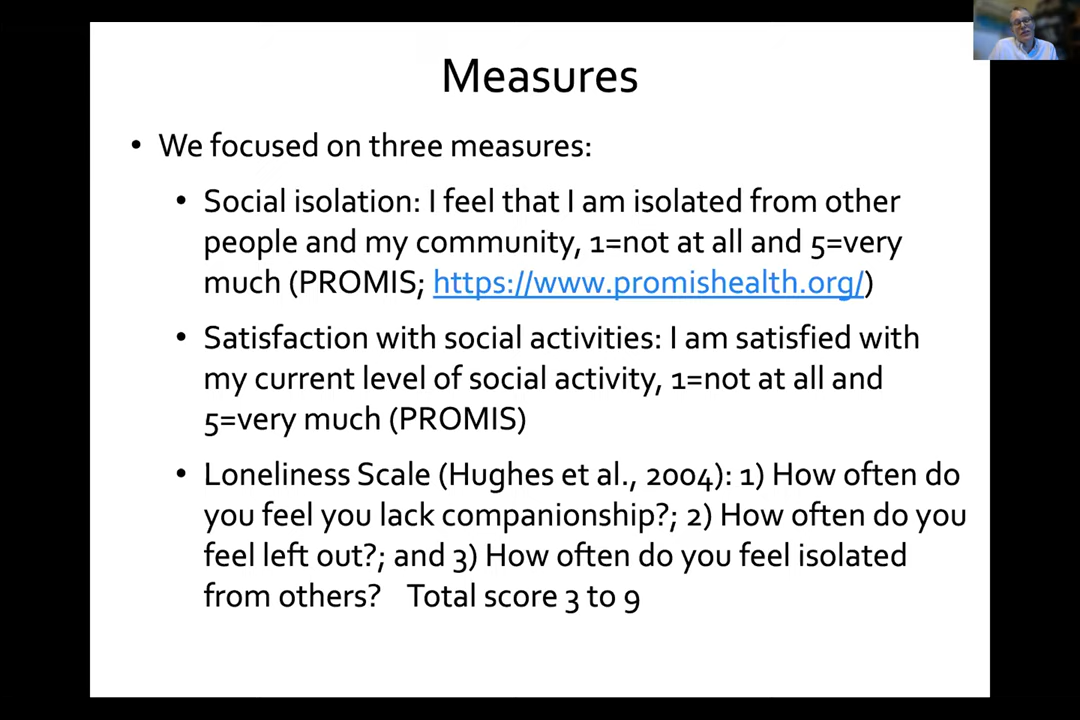 Measures
• We focused on three measures:
• Social isolation: I feel that I am isolated from other
people and my community, 1=not at all and 5=very
much (PROMIS; https://www.promishealth.org/)
• Satisfaction with social activities: I am satisfied with
my current level of social activity, 1=not at all and
5=very much (PROMIS)
• Loneliness Scale (Hughes et al., 2004): 1) How often do
you feel you lack companionship?; 2) How often do you
feel left out?; and 3) How often do you feel isolated
from others? Total score 3 to 9